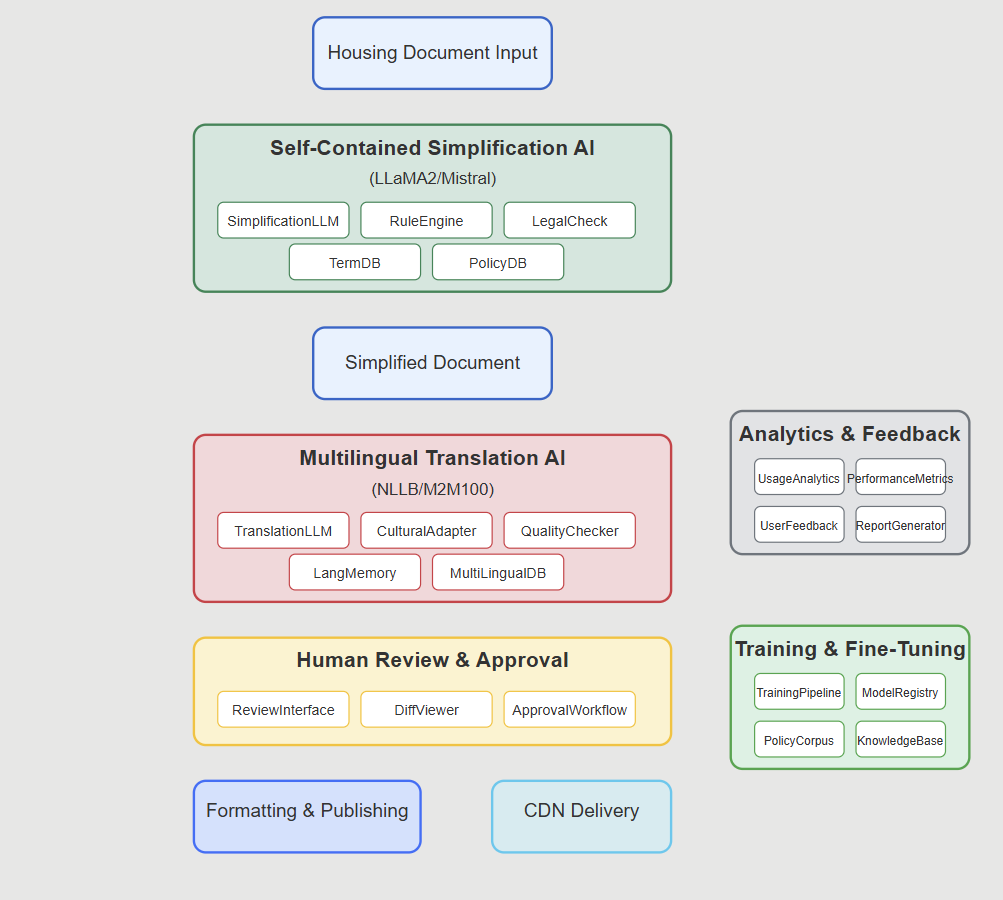 Housing Document Input
Self-Contained Simplification AI
(LLaMA2/Mistral)
SimplificationLLM
RuleEngine
LegalCheck
TermDB
PolicyDB
Simplified Document
Multilingual Translation AI
(NLLB/M2M100)
TranslationLLM
CulturalAdapter
QualityChecker
LangMemory
MultiLingualDB
Human Review & Approval
ReviewInterface
DiffViewer
ApprovalWorkflow
Formatting & Publishing
CDN Delivery
Analytics & Feedback
UsageAnalytics
PerformanceMetrics
UserFeedback
ReportGenerator
Training & Fine-Tuning
TrainingPipeline
ModelRegistry
PolicyCorpus
KnowledgeBase